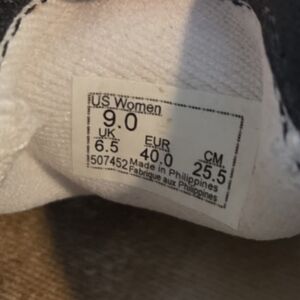 US Women
9.0
UK EUR CM
6.5 40.0 25.5
507452 Made in Philippines
Fabrique aux Philippines